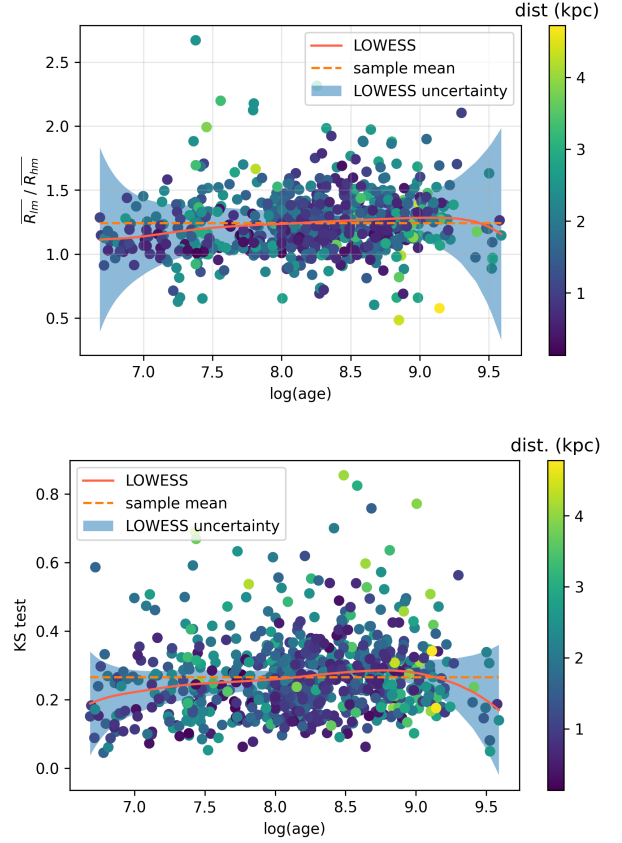 dist (kpc)
LOWESS
sample mean
LOWESS uncertainty
2.5
2.0
1.5
1.0
0.5
R_lm / R_hm
7.0 7.5 8.0 8.5 9.0 9.5
log(age)
4
3
2
1
dist. (kpc)
LOWESS
sample mean
LOWESS uncertainty
0.8
0.6
0.4
0.2
0.0
KS test
7.0 7.5 8.0 8.5 9.0 9.5
log(age)
4
3
2
1